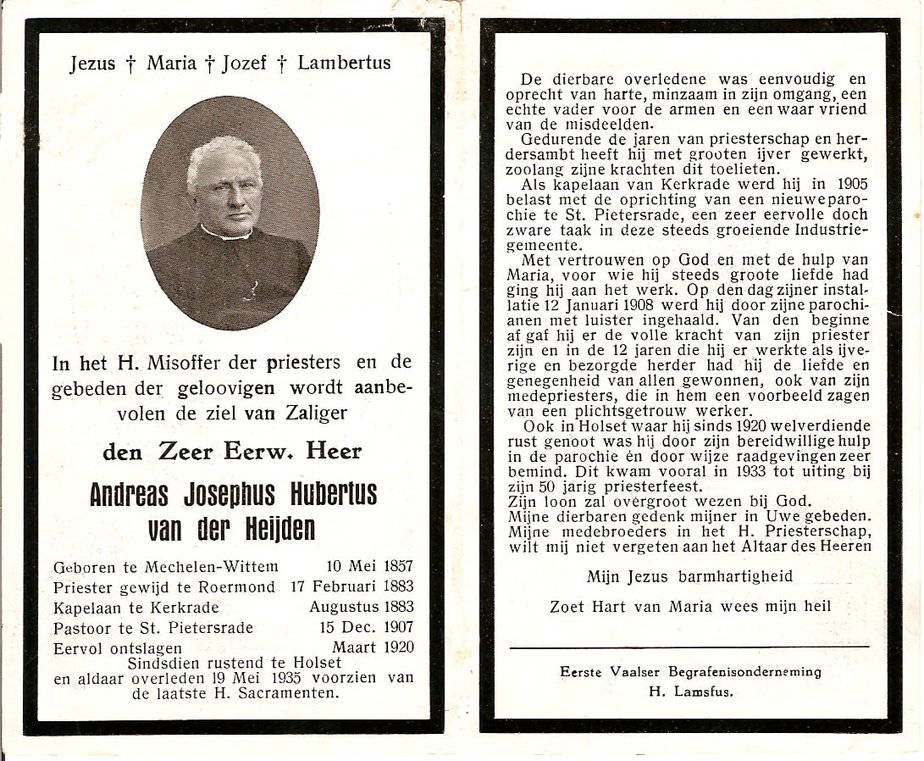 Jezus † Maria † Jozef † Lambertus
In het H. Misoffer der priesters en de
gebeden der geloovigen wordt aanbe-
volen de ziel van Zaliger
den Zeer Eerw. Heer
Andreas Josephus Hubertus
van der Heijden
Geboren te Mechelen-Wittem 10 Mei 1857
Priester gewijd te Roermond 17 Februari 1883
Kapelaan te Kerkrade Augustus 1883
Pastoor te St. Pietersrade 15 Dec. 1907
Eervol ontslagen Maart 1920
Sindsdien rustend te Holset
en aldaar overleden 19 Mei 1935 voorzien van
de laatste H. Sacramenten.
De dierbare overledene was eenvoudig en
oprecht van harte, minzaam in zijn omgang, een
echte vader voor de armen en een waar vriend
van de misdeelden.
Gedurende de jaren van priesterschap en her-
dersambt heeft hij met grooten ijver gewerkt,
zoolang zijne krachten dit toelieten.
Als kapelaan van Kerkrade werd hij in 1905
belast met de oprichting van een nieuwe paro-
chie te St. Pietersrade, een zeer eervolle doch
zware taak in deze steeds groeiende Industrie-
gemeente.
Met vertrouwen op God en met de hulp van
Maria, voor wie hij steeds groote liefde had
ging hij aan het werk. Op den dag zijner instal-
latie 12 Januari 1908 werd hij door zijne parochi-
anen met luister ingehaald. Van den beginne
af gaf hij er de volle kracht van zijn priester
zijn en in de 12 jaren die hij er werkte als ijve-
rige en bezorgde herder had hij de liefde en
genegenheid van allen gewonnen, ook van zijn
medepriesters, die in hem een voorbeeld zagen
van een plichtsgetrouw werker.
Ook in Holset waar hij sinds 1920 welverdiende
rust genoot was hij door zijn bereidwillige hulp
in de parochie én door wijze raadgevingen zeer
bemind. Dit kwam vooral in 1933 tot uiting bij
zijn 50 jarig priesterfeest.
Zijn loon zal overgroot wezen bij God.
Mijne dierbaren gedenk mijner in Uwe gebeden.
Mijne medebroeders in het H. Priesterschap,
wilt mij niet vergeten aan het Altaar des Heeren
Mijn Jezus barmhartigheid
Zoet Hart van Maria wees mijn heil
Eerste Vaalser Begrafenisonderneming
H. Lamsfus.